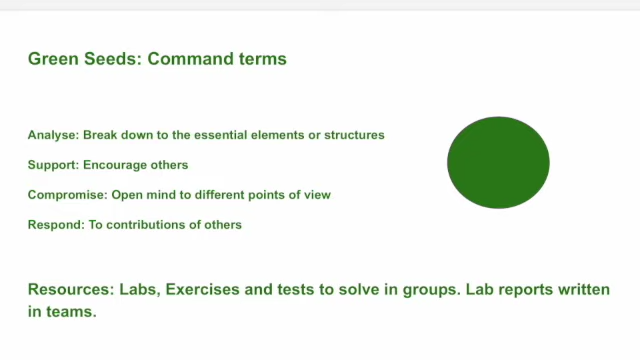 Green Seeds: Command terms
Analyse: Break down to the essential elements or structures
Support: Encourage others
Compromise: Open mind to different points of view
Respond: To contributions of others
Resources: Labs, Exercises and tests to solve in groups. Lab reports written
in teams.